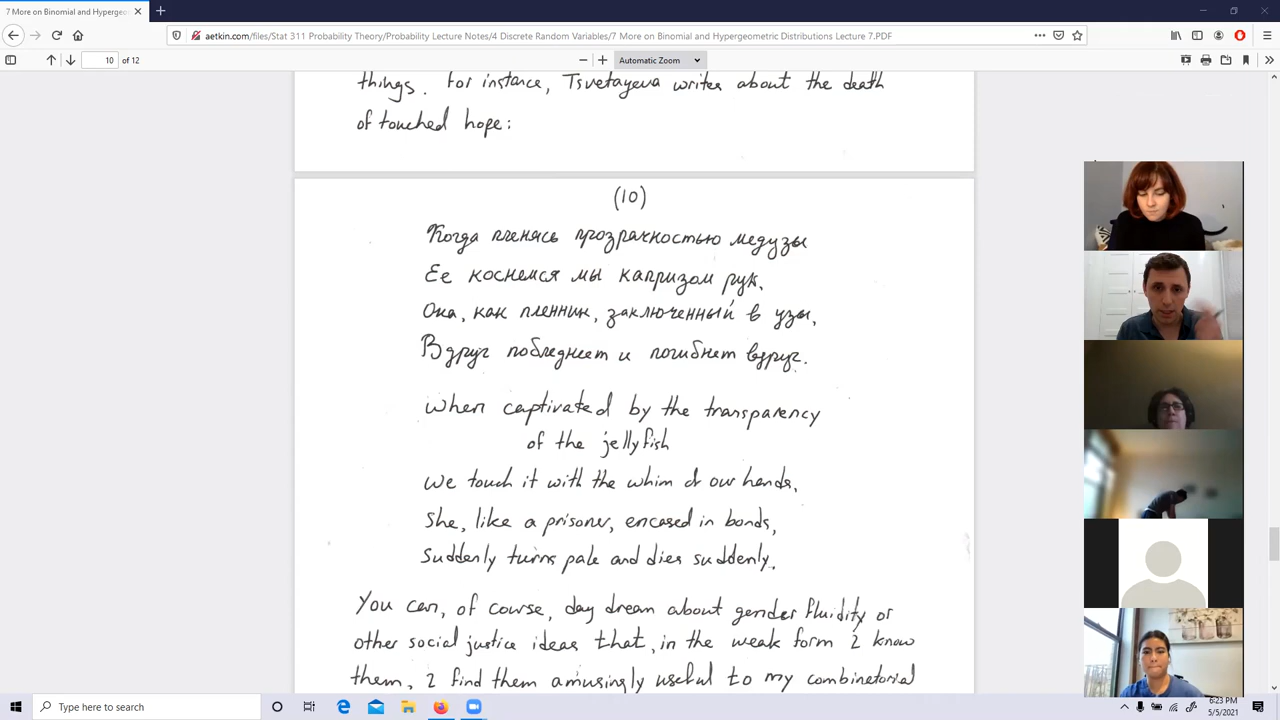 7 More on Binomial and Hypergeo
aetkin.com/files/Stat 311 Probability Theory/Probability Lecture Notes/4 Discrete Random Variables/7 More on Binomial and Hypergeometric Distributions Lecture 7.PDF
10 of 12
Automatic Zoom
things. For instance, Tsvetayeva writes about the death
of touched hope:
(10)
Когда пленясь прозрачностью медузы
Ее коснемся мы капризом рук,
Она, как пленник, заключенный в узы,
Вдруг побледнеет и погибнет вдруг.
When captivated by the transparency
of the jellyfish
We touch it with the whim of our hands,
She, like a prisoner, encased in bonds,
Suddenly turns pale and dies suddenly.
You can, of course, day dream about gender fluidity or
other social justice ideas that, in the weak form I know
them, I find them amusingly useful to my combinatorial
Type here to search
6:23 PM
5/5/2021